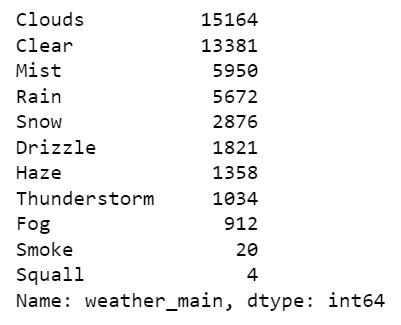 Clouds 15164
Clear 13381
Mist 5950
Rain 5672
Snow 2876
Drizzle 1821
Haze 1358
Thunderstorm 1034
Fog 912
Smoke 20
Squall 4
Name: weather_main, dtype: int64